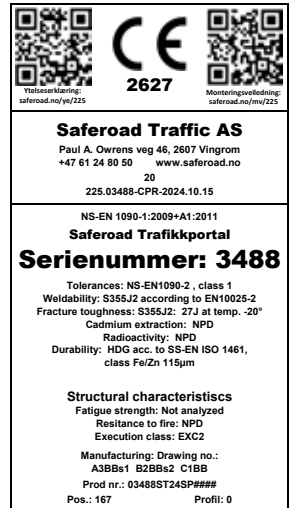 CE
2627
Ytelseserklæring:
saferoad.no/ye/225
Monteringsveiledning:
saferoad.no/mv/225
Saferoad Traffic AS
Paul A. Owrens veg 46, 2607 Vingrom
+47 61 24 80 50 www.saferoad.no
20
225.03488-CPR-2024.10.15
NS-EN 1090-1:2009+A1:2011
Saferoad Trafikkportal
Serienummer: 3488
Tolerances: NS-EN1090-2 , class 1
Weldability: S355J2 according to EN10025-2
Fracture toughness: S355J2: 27J at temp. -20°
Cadmium extraction: NPD
Radioactivity: NPD
Durability: HDG acc. to SS-EN ISO 1461,
class Fe/Zn 115µm
Structural characteristiscs
Fatigue strength: Not analyzed
Resitance to fire: NPD
Execution class: EXC2
Manufacturing: Drawing no.:
A3BBs1 B2BBs2 C1BB
Prod nr.: 03488ST24SP####
Pos.: 167 Profil: 0